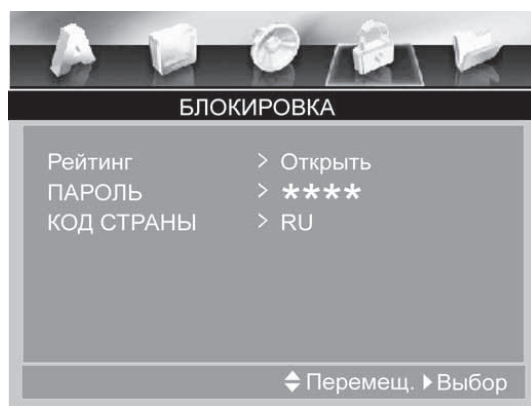 БЛОКИРОВКА
Рейтинг > Открыть
ПАРОЛЬ > ****
КОД СТРАНЫ > RU
Перемещ. Выбор